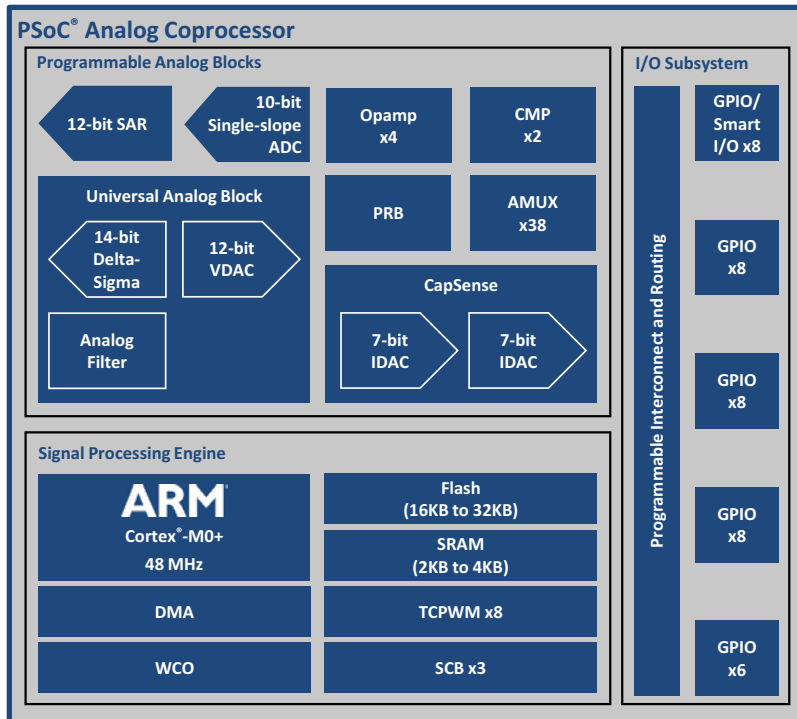 PSoC® Analog Coprocessor
Programmable Analog Blocks
12-bit SAR
10-bit
Single-slope
ADC
Opamp
x4
CMP
x2
Universal Analog Block
14-bit
Delta-
Sigma
12-bit
VDAC
Analog
Filter
PRB
AMUX
x38
CapSense
7-bit
IDAC
7-bit
IDAC
Signal Processing Engine
ARM®
Cortex®-M0+
48 MHz
DMA
WCO
Flash
(16KB to 32KB)
SRAM
(2KB to 4KB)
TCPWM x8
SCB x3
I/O Subsystem
Programmable Interconnect and Routing
GPIO/
Smart
I/O x8
GPIO
x8
GPIO
x8
GPIO
x8
GPIO
x6